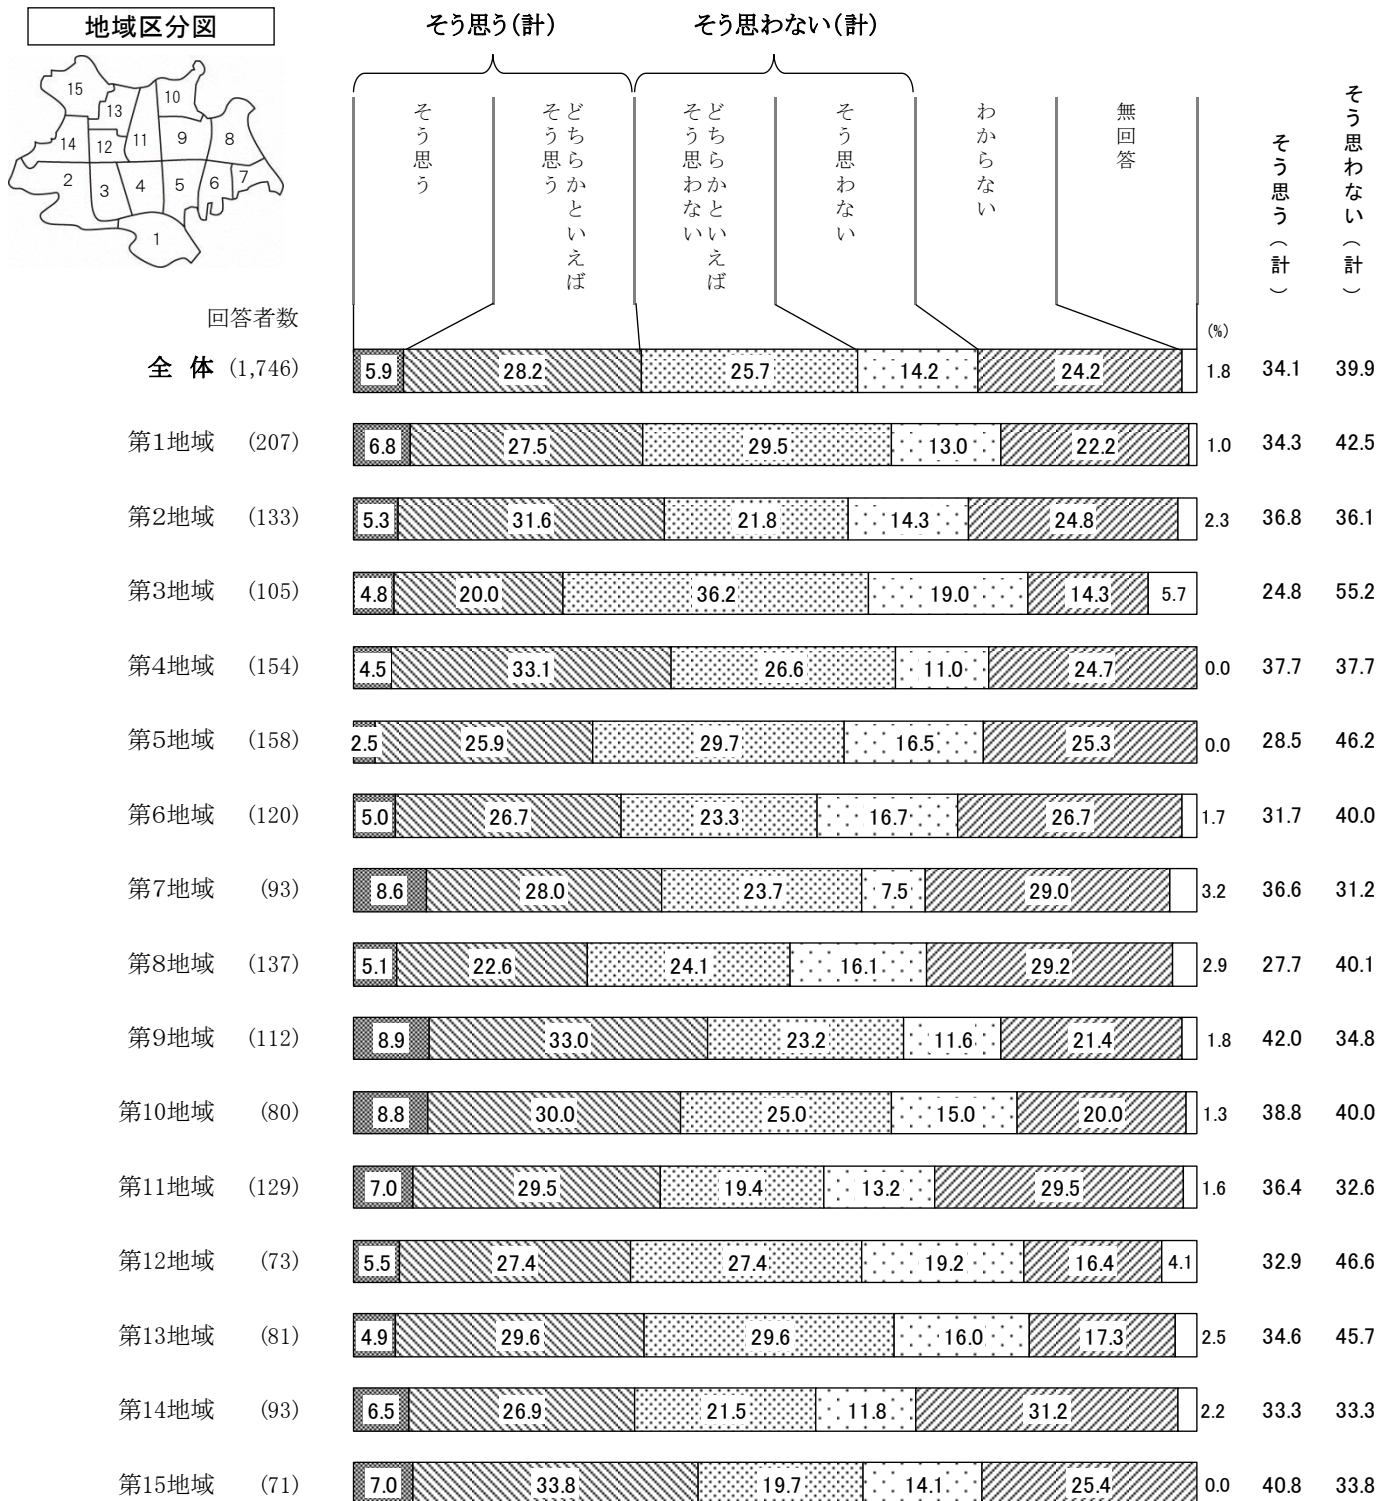 地域区分図
15
13
10
14
12
11
9
8
2
3
4
5
6
7
1
そう思う(計)
そう思わない(計)
そう思う
どちらかといえば
そう思う
どちらかといえば
そう思わない
そう思わない
わからない
無回答
そう思う(計)
そう思わない(計)
回答者数
(%)
全 体 (1,746) 5.9 28.2 25.7 14.2 24.2 1.8 34.1 39.9
第1地域 (207) 6.8 27.5 29.5 13.0 22.2 1.0 34.3 42.5
第2地域 (133) 5.3 31.6 21.8 14.3 24.8 2.3 36.8 36.1
第3地域 (105) 4.8 20.0 36.2 19.0 14.3 5.7 24.8 55.2
第4地域 (154) 4.5 33.1 26.6 11.0 24.7 0.0 37.7 37.7
第5地域 (158) 2.5 25.9 29.7 16.5 25.3 0.0 28.5 46.2
第6地域 (120) 5.0 26.7 23.3 16.7 26.7 1.7 31.7 40.0
第7地域 (93) 8.6 28.0 23.7 7.5 29.0 3.2 36.6 31.2
第8地域 (137) 5.1 22.6 24.1 16.1 29.2 2.9 27.7 40.1
第9地域 (112) 8.9 33.0 23.2 11.6 21.4 1.8 42.0 34.8
第10地域 (80) 8.8 30.0 25.0 15.0 20.0 1.3 38.8 40.0
第11地域 (129) 7.0 29.5 19.4 13.2 29.5 1.6 36.4 32.6
第12地域 (73) 5.5 27.4 27.4 19.2 16.4 4.1 32.9 46.6
第13地域 (81) 4.9 29.6 29.6 16.0 17.3 2.5 34.6 45.7
第14地域 (93) 6.5 26.9 21.5 11.8 31.2 2.2 33.3 33.3
第15地域 (71) 7.0 33.8 19.7 14.1 25.4 0.0 40.8 33.8